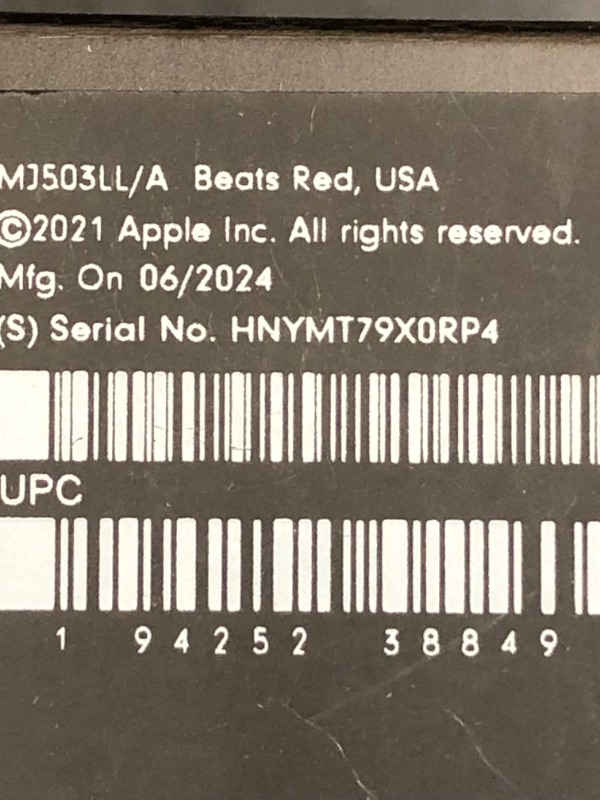 MJ503LL/A Beats Red, USA
©2021 Apple Inc. All rights reserved.
Mfg. On 06/2024
(S) Serial No. HNYMT79X0RP4
UPC
1 94252 38849